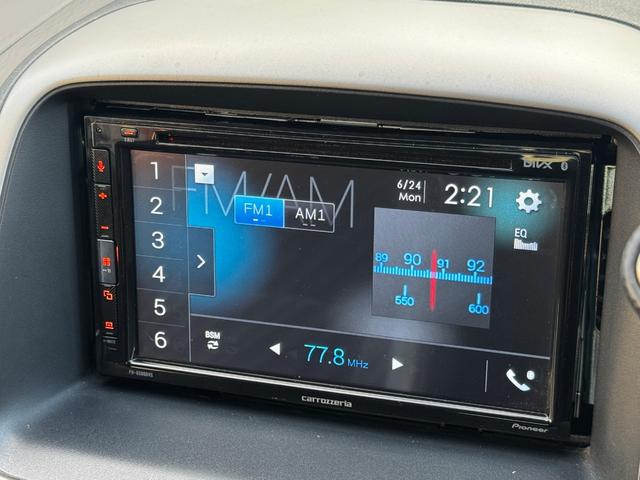 DIVX
1
2
3
4
5
6
FM/AM
FM1
AM1
6/24
Mon
2:21
EQ
89 90 91 92
550 600
BSM
77.8 MHz
carrozzeria
Pioneer